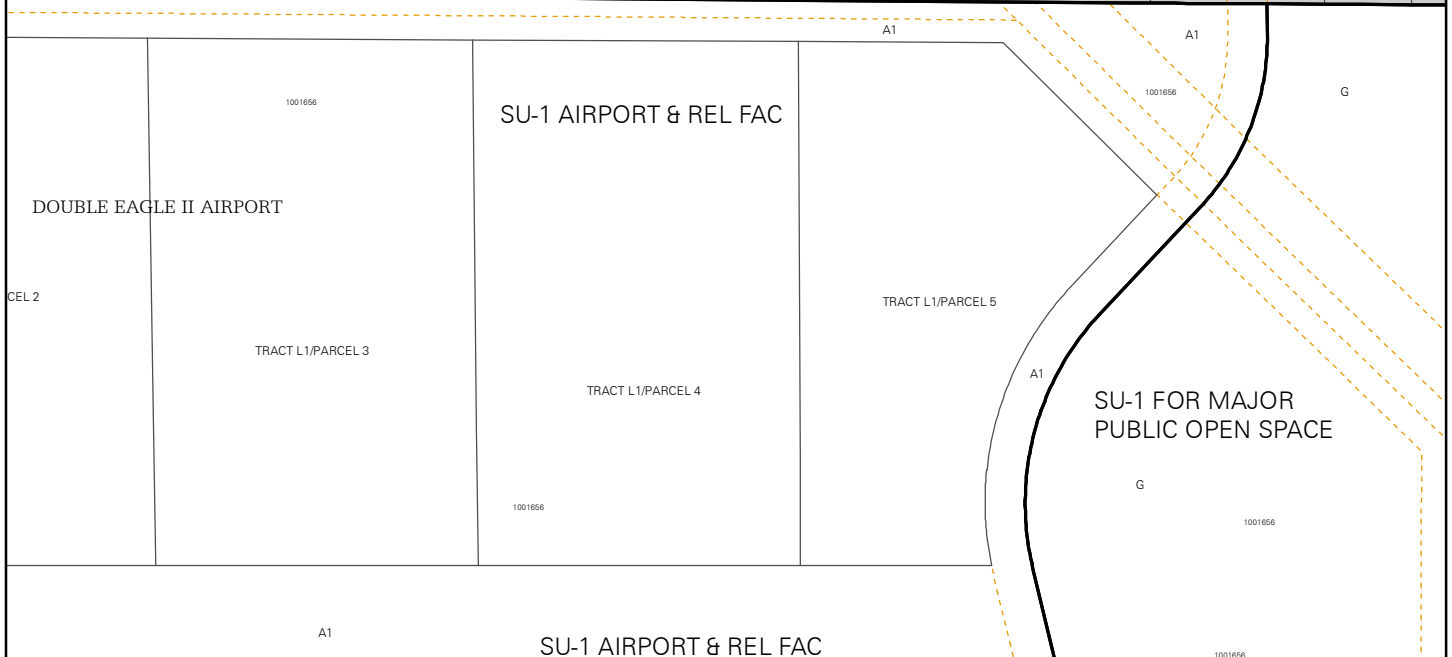 A1
A1
1001656
G
1001656
SU-1 AIRPORT & REL FAC
DOUBLE EAGLE II AIRPORT
CEL 2
TRACT L1/PARCEL 5
TRACT L1/PARCEL 3
TRACT L1/PARCEL 4
A1
SU-1 FOR MAJOR
PUBLIC OPEN SPACE
G
1001656
1001656
A1
SU-1 AIRPORT & REL FAC
1001656